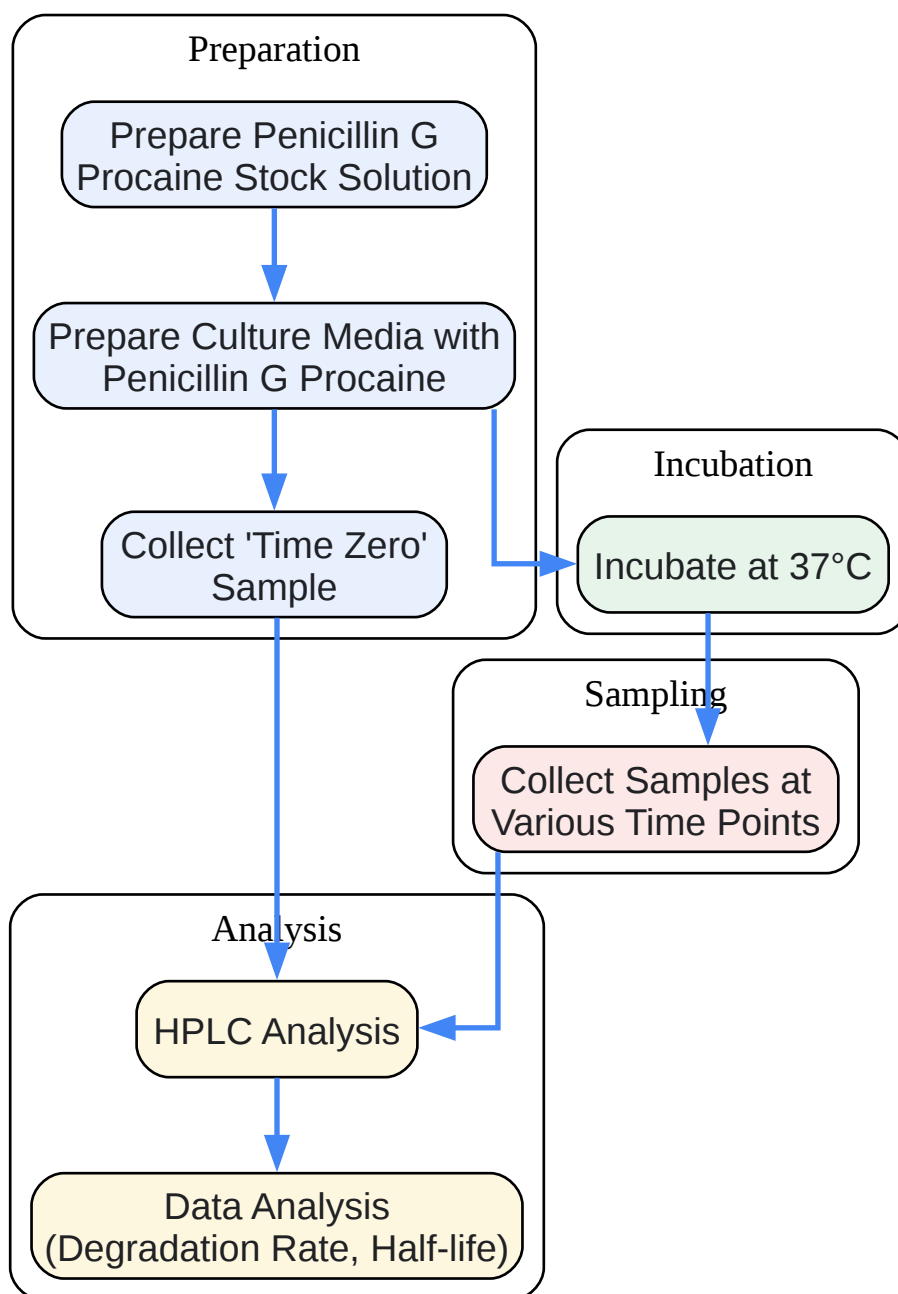 Preparation
Prepare Penicillin G
Procaine Stock Solution
Prepare Culture Media with
Penicillin G Procaine
Collect 'Time Zero'
Sample
Incubation
Incubate at 37°C
Sampling
Collect Samples at
Various Time Points
Analysis
HPLC Analysis
Data Analysis
(Degradation Rate, Half-life)